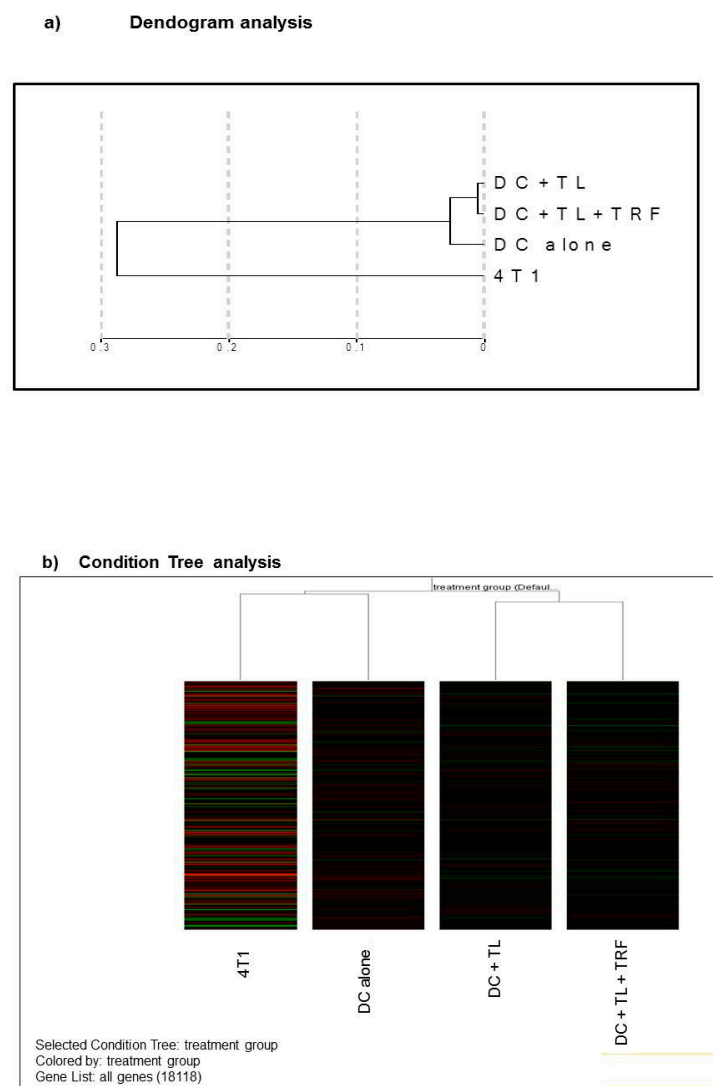 a) Dendogram analysis
D C + T L
D C + T L + T R F
D C a l o n e
4 T 1
0.3 0.2 0.1 0
b) Condition Tree analysis
treatment group (Defaul...
4T1
DC alone
DC + TL
DC + TL + TRF
Selected Condition Tree: treatment group
Colored by: treatment group
Gene List: all genes (18118)